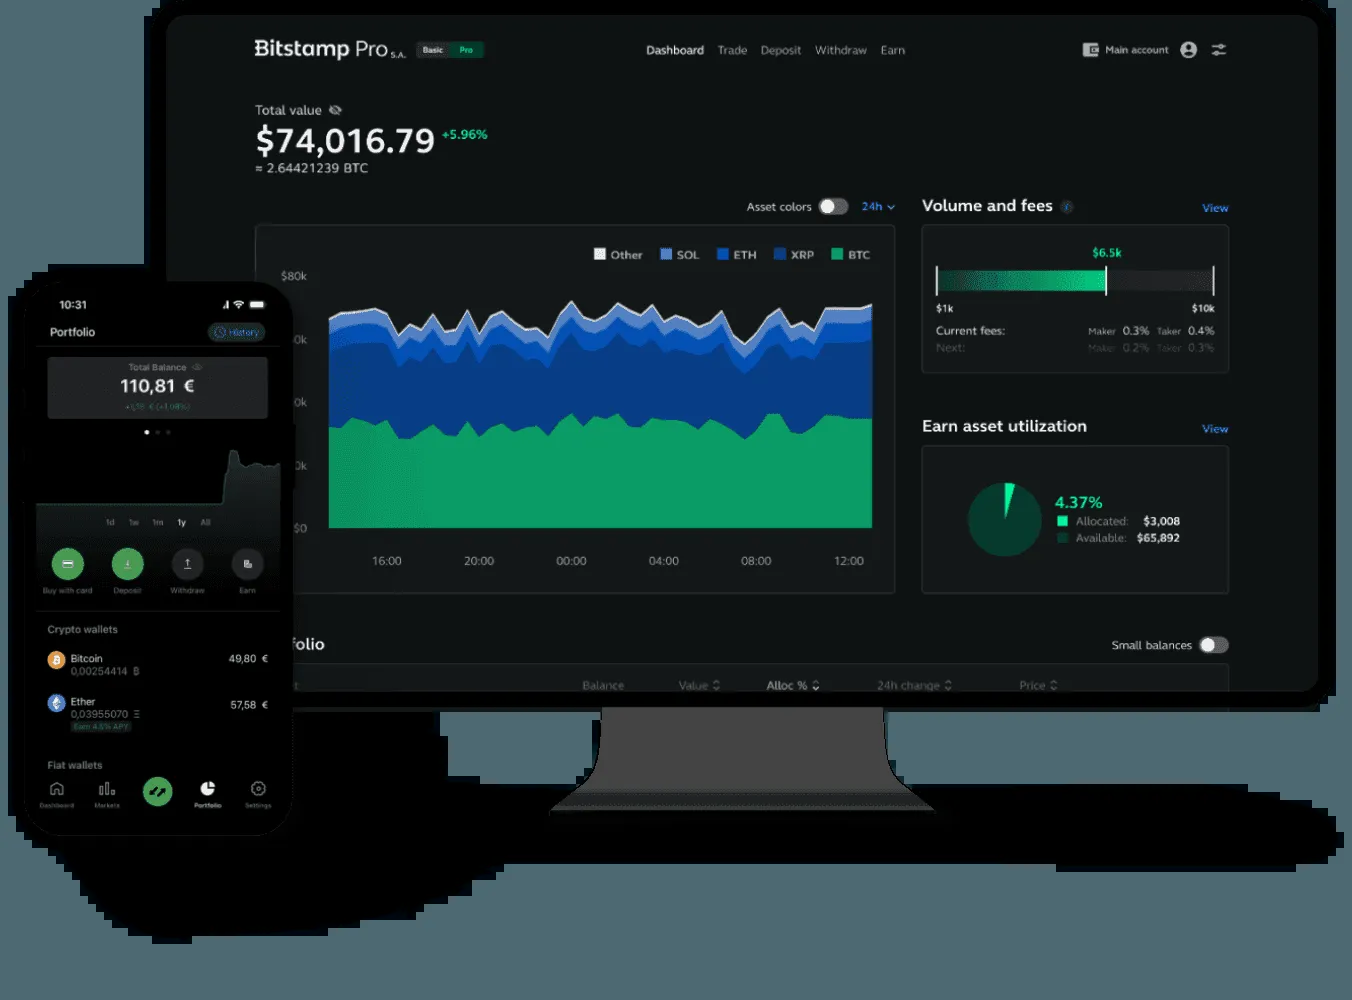 Bitstamp Pro S.A. Basic Pro
Dashboard Trade Deposit Withdraw Earn
Main account
Total value
$74,016.79 +5.96%
≈ 2.64421239 BTC
Asset colors 24h
Other SOL ETH XRP BTC
$80k
0k
0k
0k
$0
16:00 20:00 00:00 04:00 08:00 12:00
Volume and fees View
$6.5k
$1k $10k
Current fees: Maker 0.3% Taker 0.4%
Next: Maker 0.2% Taker 0.3%
Earn asset utilization View
4.37%
Allocated: $3,008
Available: $65,892
folio
Small balances
t Balance Value Alloc % 24h change Price
10:31
Portfolio History
Total Balance
110,81 €
1d 1w 1m 1y All
Buy with card Deposit Withdraw Earn
Crypto wallets
Bitcoin 49,80 €
0,00254414 ₿
Ether 57,58 €
0,03955070 Ξ
Earn 4.5% APY
Fiat wallets
Dashboard Markets Portfolio Settings